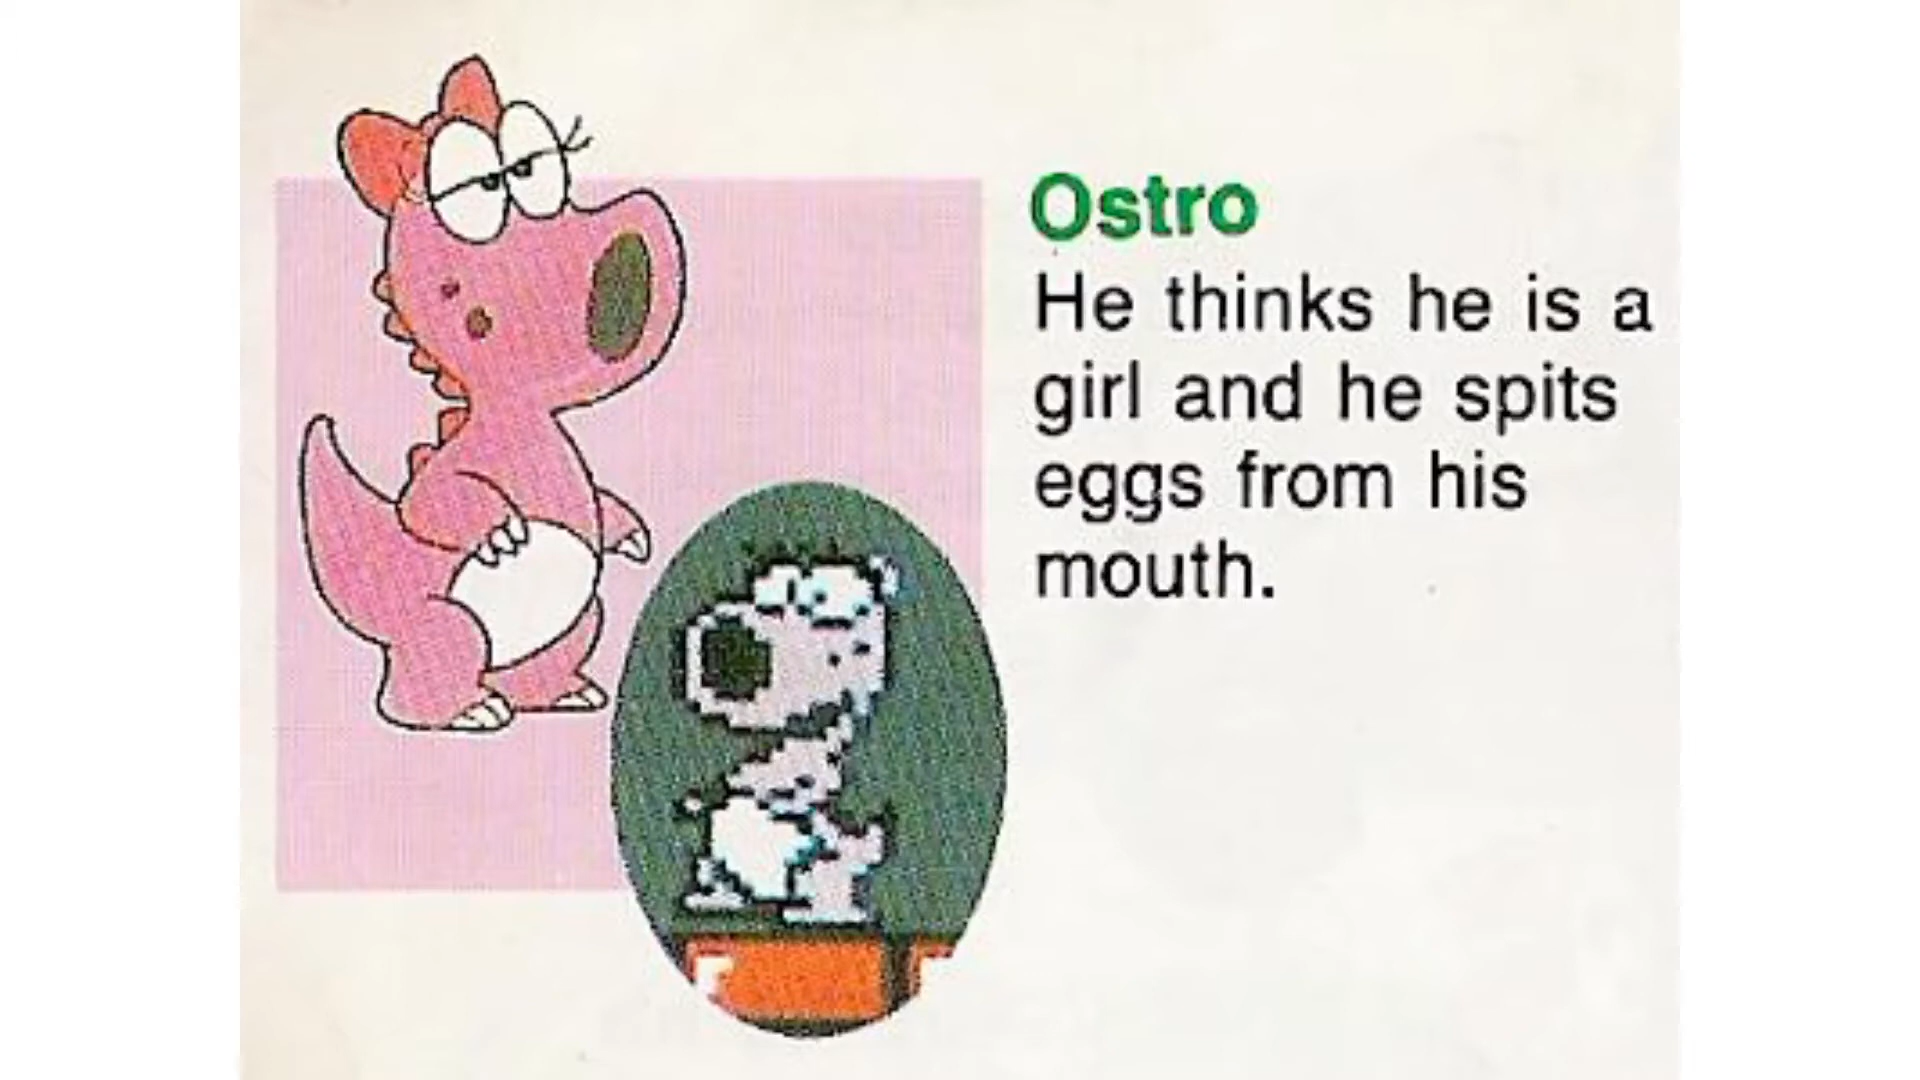 Ostro
He thinks he is a
girl and he spits
eggs from his
mouth.